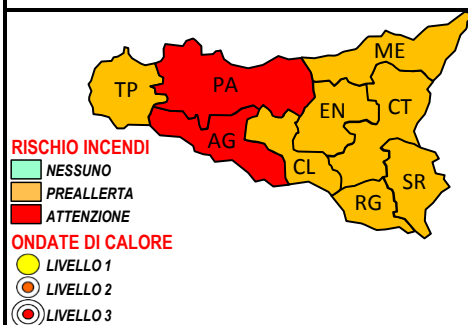 ME
TP
PA
EN
CT
AG
CL
SR
RG
RISCHIO INCENDI
NESSUNO
PREALLERTA
ATTENZIONE
ONDATE DI CALORE
LIVELLO 1
LIVELLO 2
LIVELLO 3